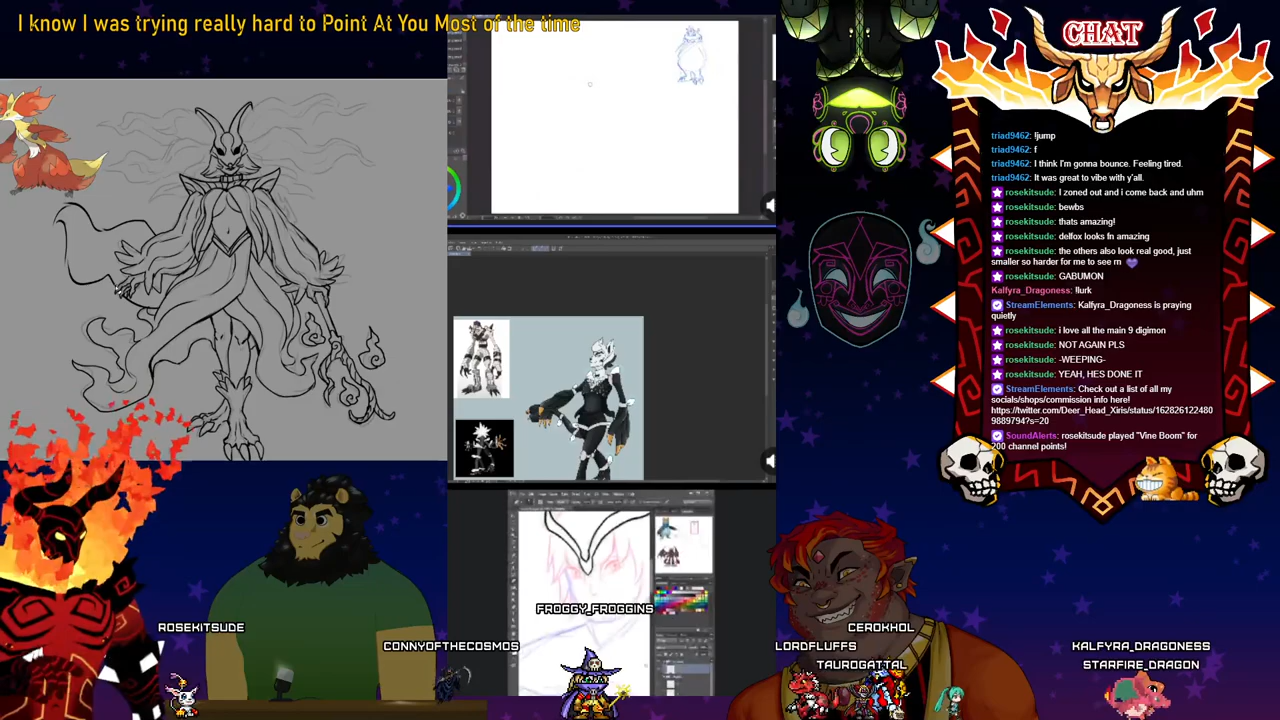 I know I was trying really hard to Point At You Most of the time
CHAT
triad9462: !jump
triad9462: f
triad9462: I think I'm gonna bounce. Feeling tired.
triad9462: It was great to vibe with y'all.
rosekitsude: I zoned out and i come back and uhm
rosekitsude: bewbs
rosekitsude: thats amazing!
rosekitsude: delfox looks fn amazing
rosekitsude: the others also look real good, just
smaller so harder for me to see rn
rosekitsude: GABUMON
Kalfyra_Dragoness: !lurk
StreamElements: Kalfyra_Dragoness is praying
quietly
rosekitsude: i love all the main 9 digimon
rosekitsude: NOT AGAIN PLS
rosekitsude: -WEEPING-
rosekitsude: YEAH, HES DONE IT
StreamElements: Check out a list of all my
socials/shops/commission info here!
https://twitter.com/Deer_Head_Xiris/status/162826122480
9889794?s=20
SoundAlerts: rosekitsude played "Vine Boom" for
200 channel points!
FROGGY_FROGGINS
ROSEKITSUDE
CEROKHOL
CONNYOFTHECOSMOS
LORDFLUFFS
KALFYRA_DRAGONESS
TAUROGATTAL
STARFIRE_DRAGON